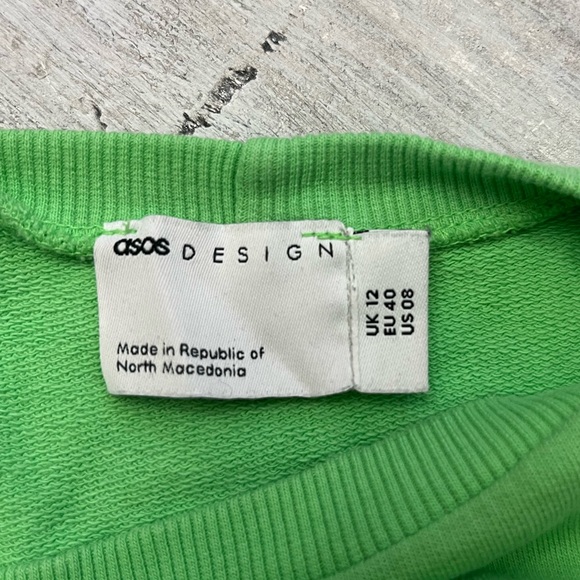 asos DESIGN
Made in Republic of
North Macedonia
UK 12
EU 40
US 08